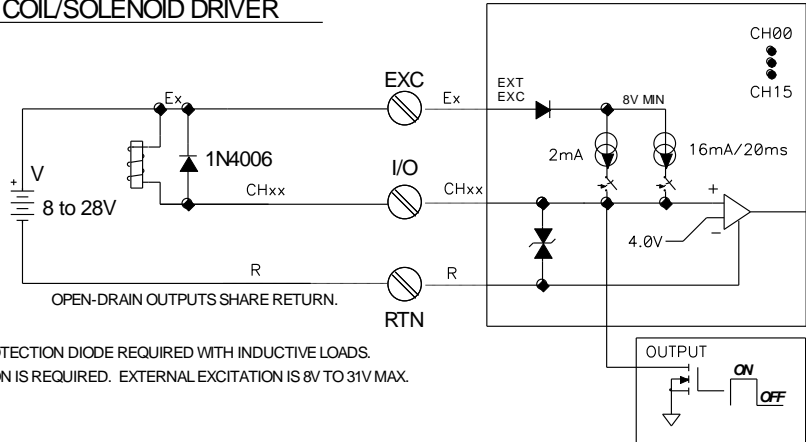 COIL/SOLENOID DRIVER
CH00
CH15
EXC
Ex
Ex
EXT
EXC
8V MIN
V
+
8 to 28V
1N4006
2mA
16mA/20ms
I/O
CHxx
CHxx
+
4.0V
–
R
R
OPEN-DRAIN OUTPUTS SHARE RETURN.
RTN
OTECTION DIODE REQUIRED WITH INDUCTIVE LOADS.
ON IS REQUIRED. EXTERNAL EXCITATION IS 8V TO 31V MAX.
OUTPUT
ON
OFF